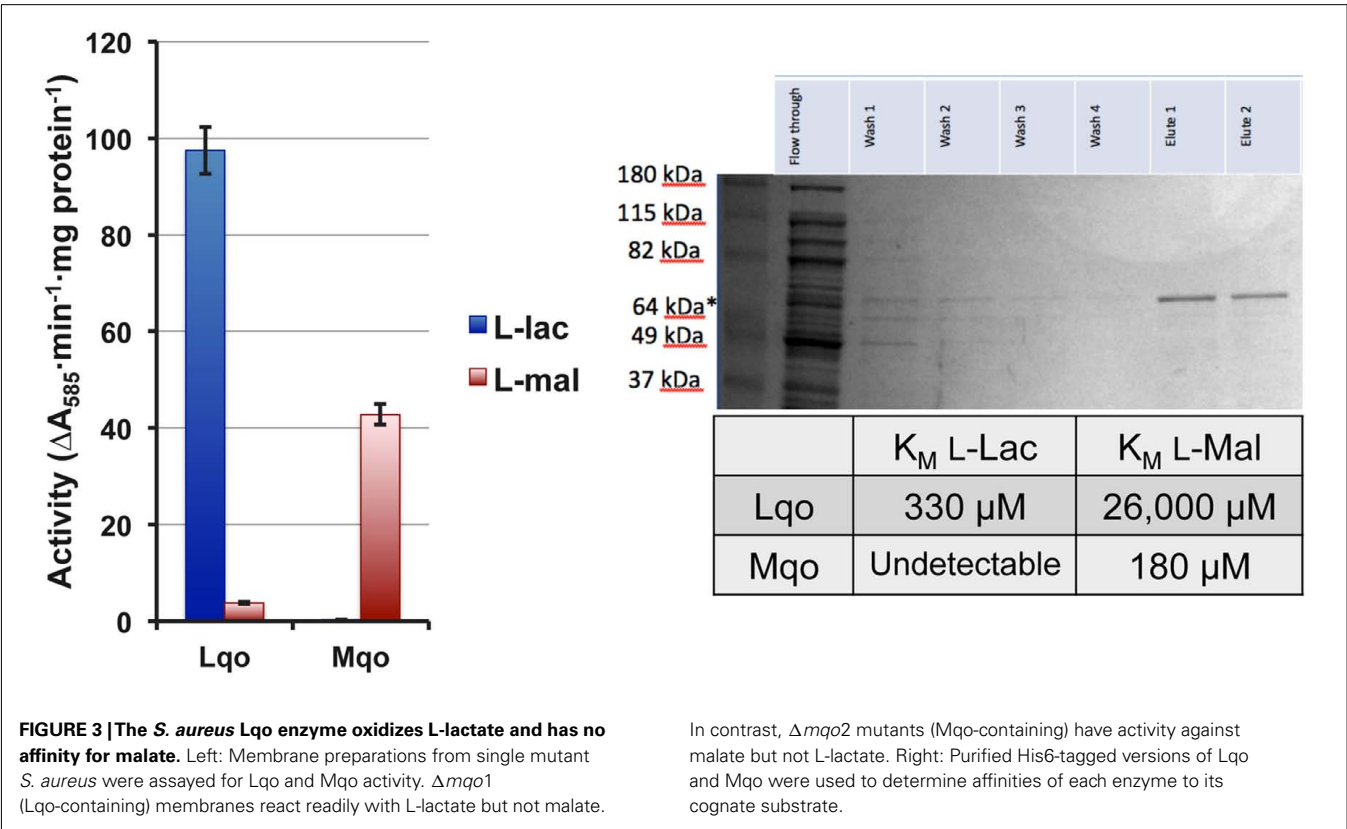 120
100
80
60
40
20
0
Activity (ΔA₅₈₅·min⁻¹·mg protein⁻¹)
Lqo
Mqo
L-lac
L-mal
Flow through
Wash 1
Wash 2
Wash 3
Wash 4
Elute 1
Elute 2
180 kDa
115 kDa
82 kDa
64 kDa*
49 kDa
37 kDa
K_M L-Lac K_M L-Mal
Lqo 330 µM 26,000 µM
Mqo Undetectable 180 µM
FIGURE 3 | The S. aureus Lqo enzyme oxidizes L-lactate and has no
affinity for malate. Left: Membrane preparations from single mutant
S. aureus were assayed for Lqo and Mqo activity. Δmqo1
(Lqo-containing) membranes react readily with L-lactate but not malate.
In contrast, Δmqo2 mutants (Mqo-containing) have activity against
malate but not L-lactate. Right: Purified His6-tagged versions of Lqo
and Mqo were used to determine affinities of each enzyme to its
cognate substrate.